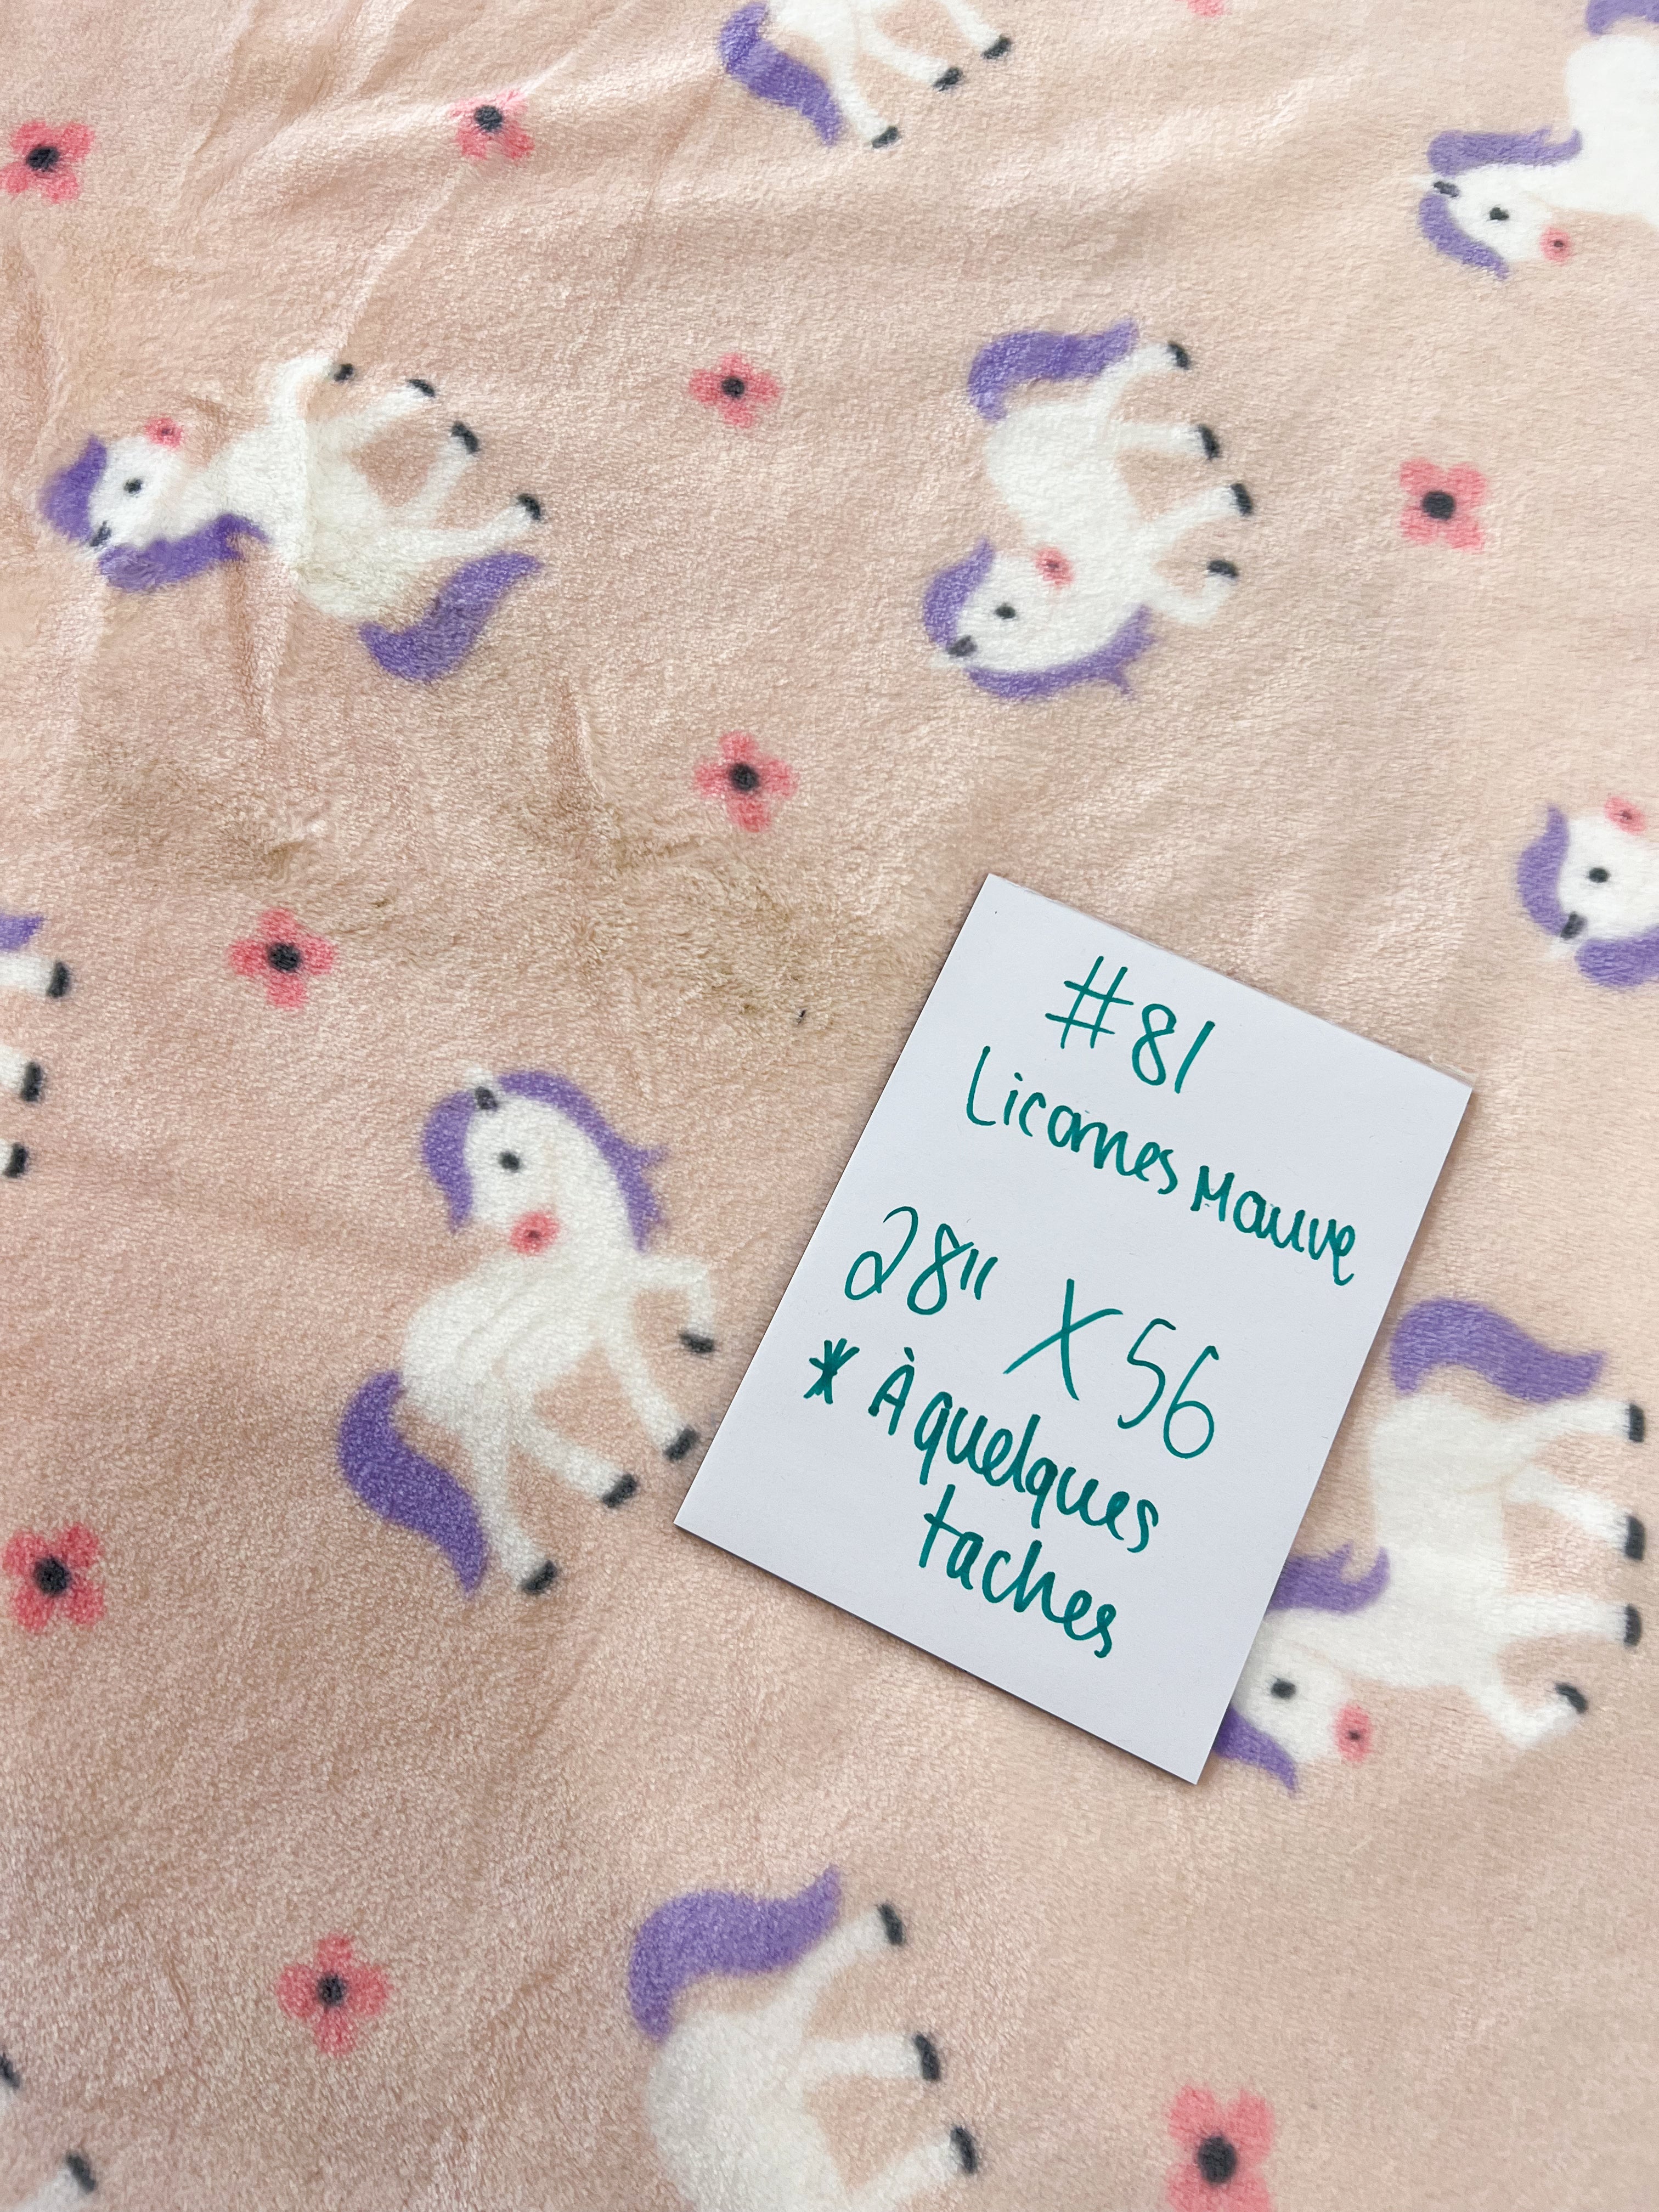 #81
Licornes Mauve
28" X 56
* À quelques
taches